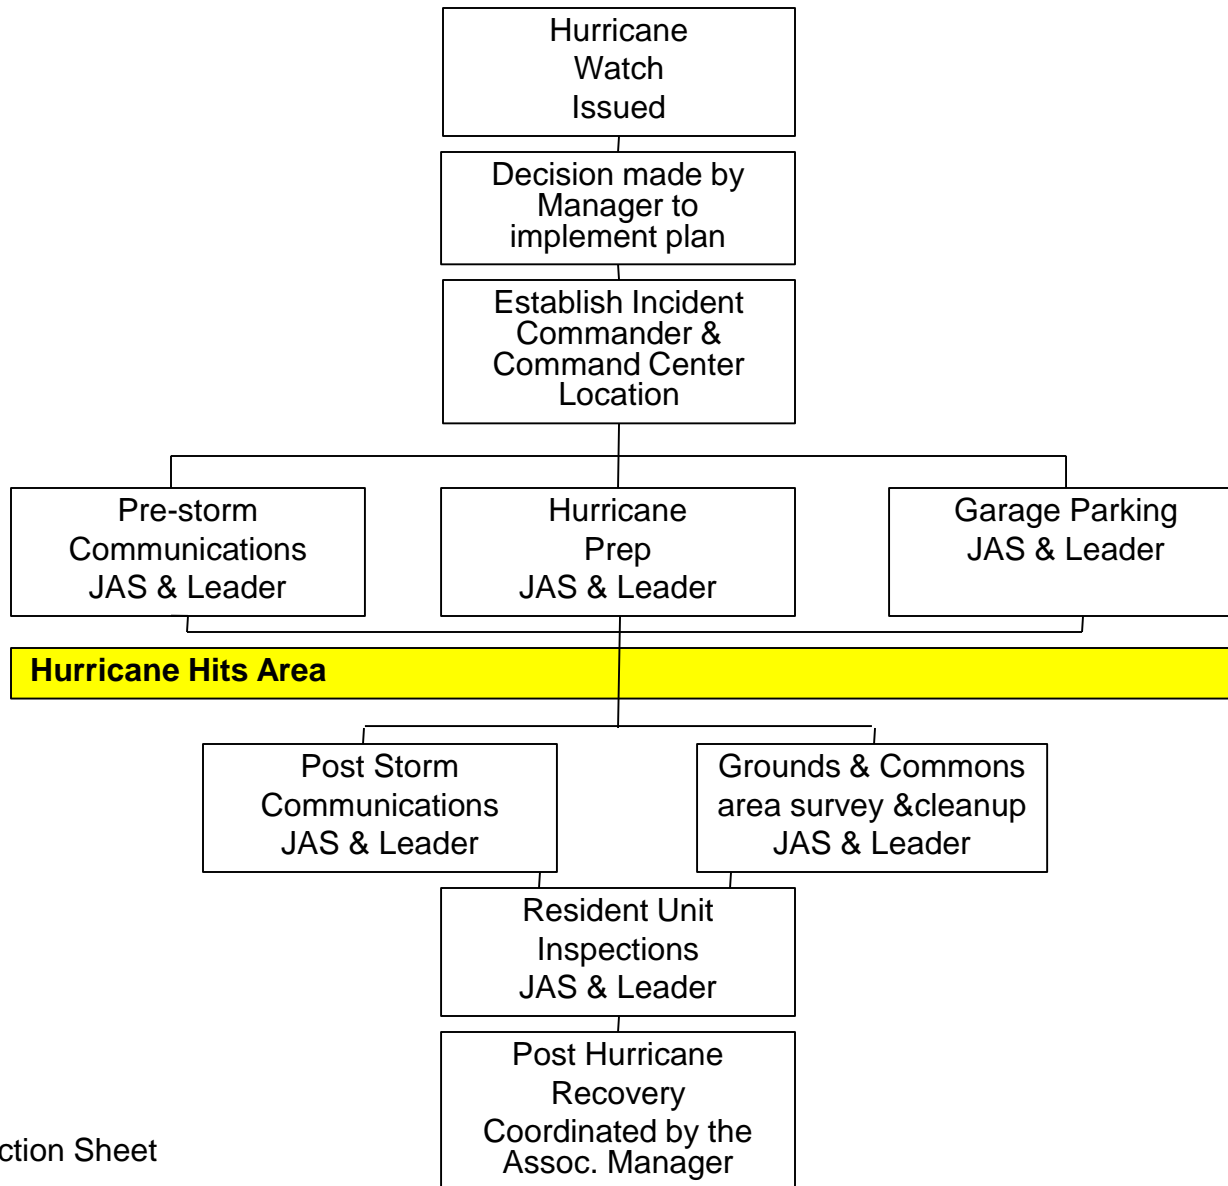 Hurricane
Watch
Issued
Decision made by
Manager to
implement plan
Establish Incident
Commander &
Command Center
Location
Pre-storm
Communications
JAS & Leader
Hurricane
Prep
JAS & Leader
Garage Parking
JAS & Leader
Hurricane Hits Area
Post Storm
Communications
JAS & Leader
Grounds & Commons
area survey &cleanup
JAS & Leader
Resident Unit
Inspections
JAS & Leader
Post Hurricane
Recovery
Coordinated by the
Assoc. Manager
ction Sheet